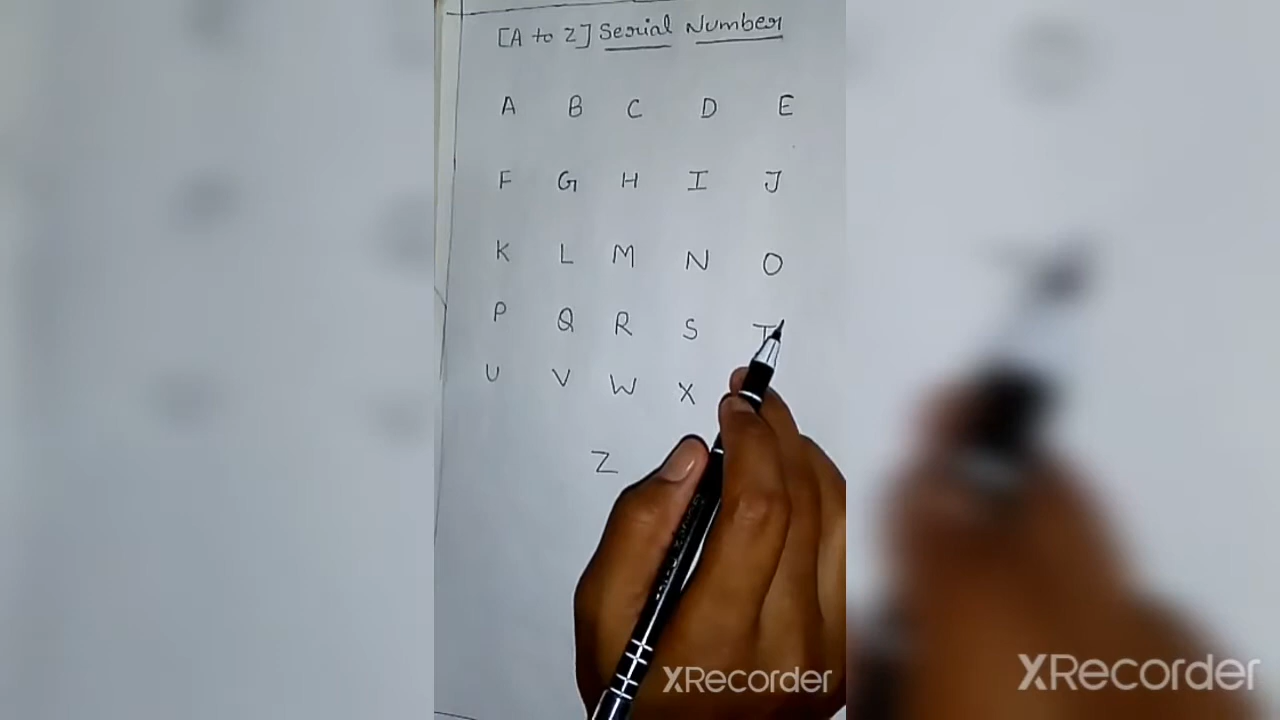 [A to Z] Serial Number
A B C D E
F G H I J
K L M N O
P Q R S T
U V W X
Z
XRecorder
XRecorder